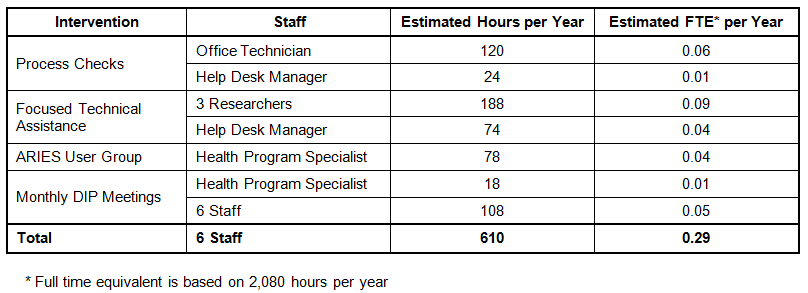 Intervention Staff Estimated Hours per Year Estimated FTE* per Year
Process Checks
Office Technician 120 0.06
Help Desk Manager 24 0.01
Focused Technical
Assistance
3 Researchers 188 0.09
Help Desk Manager 74 0.04
ARIES User Group Health Program Specialist 78 0.04
Monthly DIP Meetings
Health Program Specialist 18 0.01
6 Staff 108 0.05
Total 6 Staff 610 0.29
* Full time equivalent is based on 2,080 hours per year